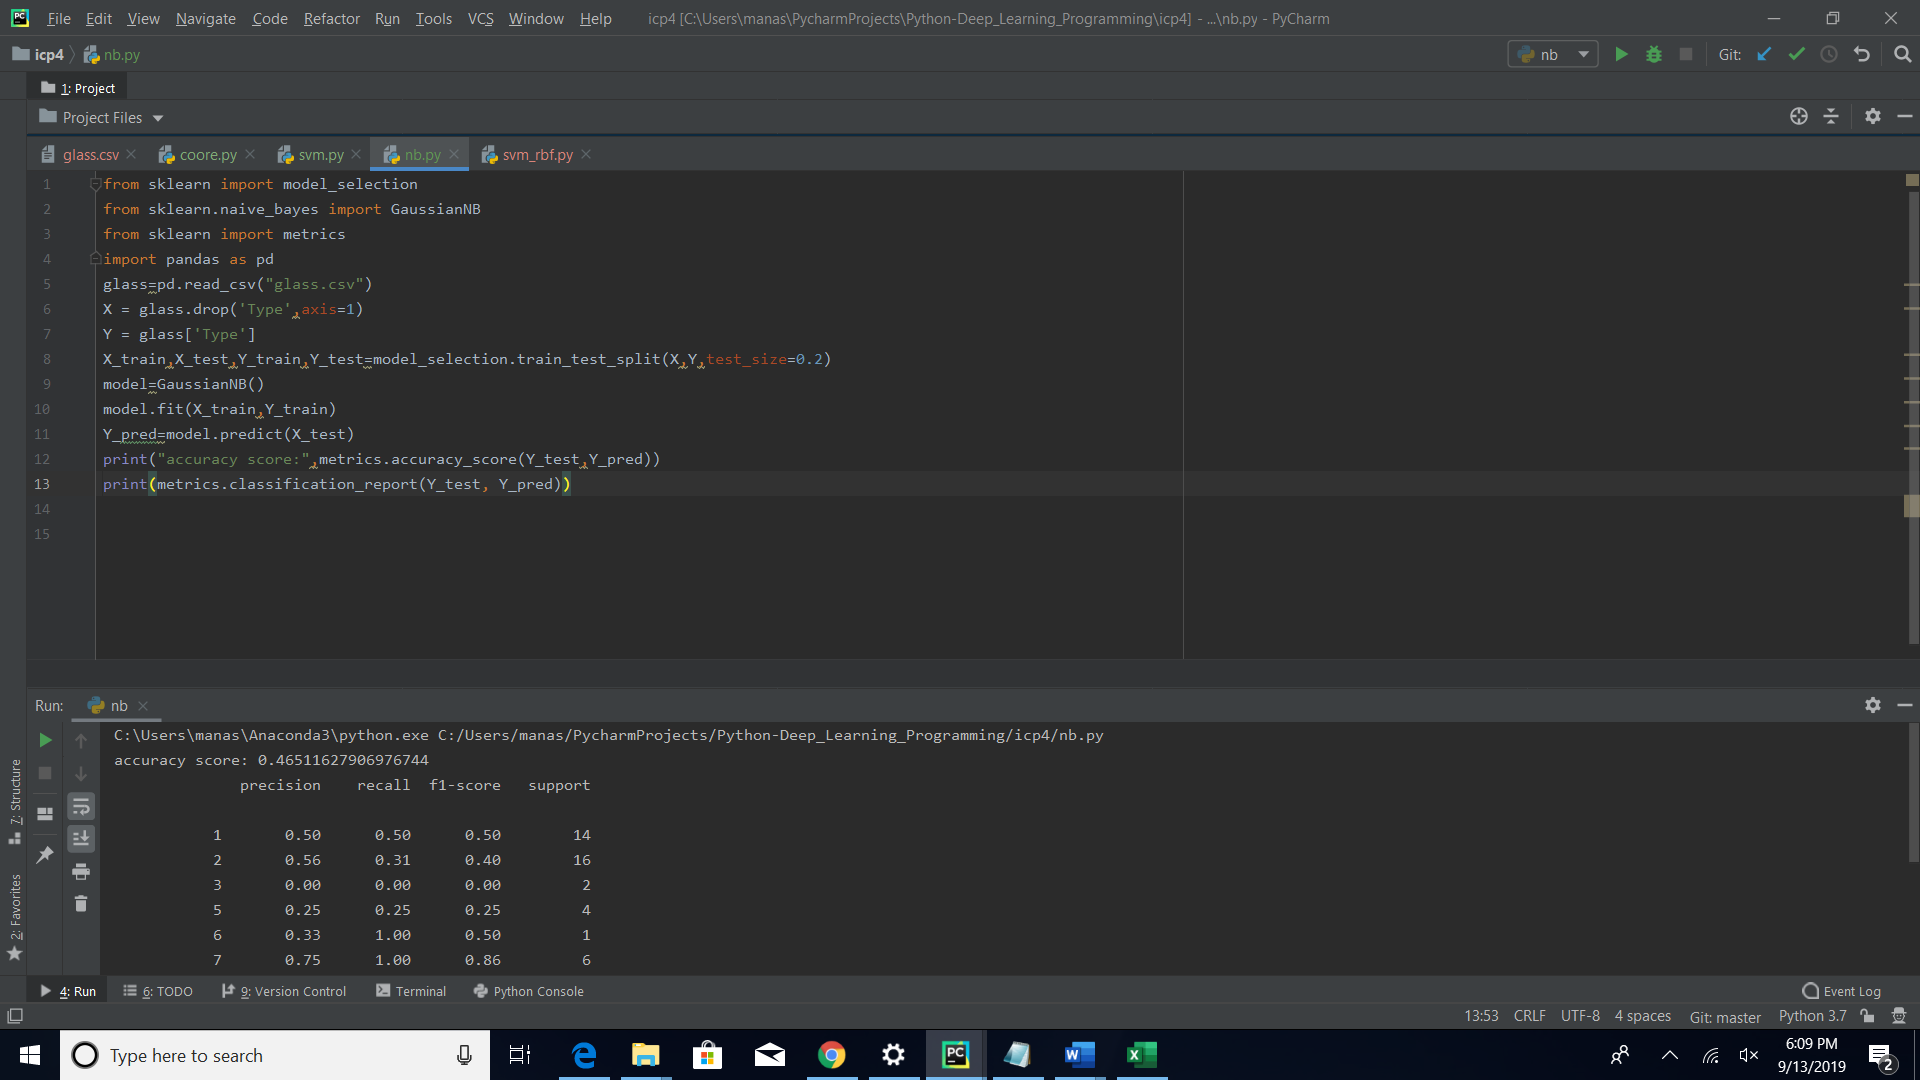 File Edit View Navigate Code Refactor Run Tools VCS Window Help icp4 [C:\Users\manas\PycharmProjects\Python-Deep_Learning_Programming\icp4] - ...\nb.py - PyCharm
icp4 nb.py nb Git:
1: Project
Project Files
glass.csv coore.py svm.py nb.py svm_rbf.py
1 from sklearn import model_selection
2 from sklearn.naive_bayes import GaussianNB
3 from sklearn import metrics
4 import pandas as pd
5 glass=pd.read_csv("glass.csv")
6 X = glass.drop('Type',axis=1)
7 Y = glass['Type']
8 X_train,X_test,Y_train,Y_test=model_selection.train_test_split(X,Y,test_size=0.2)
9 model=GaussianNB()
10 model.fit(X_train,Y_train)
11 Y_pred=model.predict(X_test)
12 print("accuracy score:",metrics.accuracy_score(Y_test,Y_pred))
13 print(metrics.classification_report(Y_test, Y_pred))
14
15
Run: nb
C:\Users\manas\Anaconda3\python.exe C:/Users/manas/PycharmProjects/Python-Deep_Learning_Programming/icp4/nb.py
accuracy score: 0.46511627906976744
precision recall f1-score support
1 0.50 0.50 0.50 14
2 0.56 0.31 0.40 16
3 0.00 0.00 0.00 2
5 0.25 0.25 0.25 4
6 0.33 1.00 0.50 1
7 0.75 1.00 0.86 6
7: Structure
2: Favorites
4: Run 6: TODO 9: Version Control Terminal Python Console Event Log
13:53 CRLF UTF-8 4 spaces Git: master Python 3.7
Type here to search
6:09 PM
9/13/2019
2